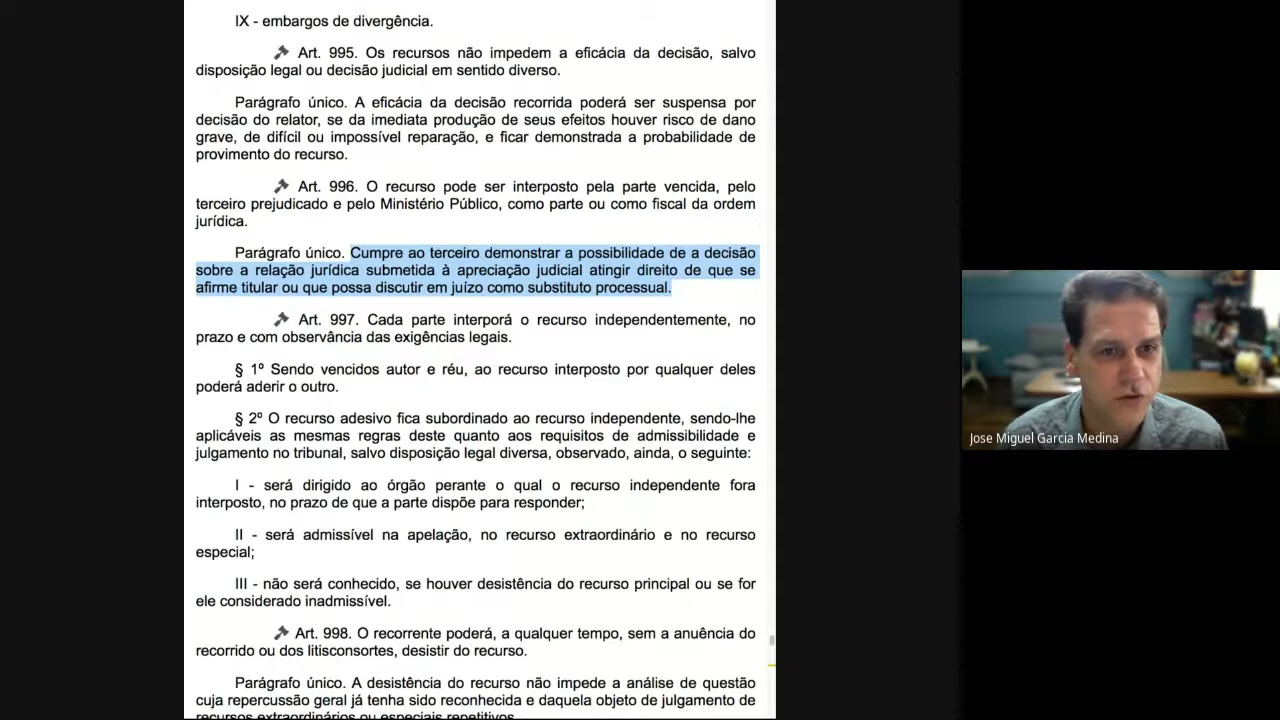 IX - embargos de divergência.
Art. 995. Os recursos não impedem a eficácia da decisão, salvo
disposição legal ou decisão judicial em sentido diverso.
Parágrafo único. A eficácia da decisão recorrida poderá ser suspensa por
decisão do relator, se da imediata produção de seus efeitos houver risco de dano
grave, de difícil ou impossível reparação, e ficar demonstrada a probabilidade de
provimento do recurso.
Art. 996. O recurso pode ser interposto pela parte vencida, pelo
terceiro prejudicado e pelo Ministério Público, como parte ou como fiscal da ordem
jurídica.
Parágrafo único. Cumpre ao terceiro demonstrar a possibilidade de a decisão
sobre a relação jurídica submetida à apreciação judicial atingir direito de que se
afirme titular ou que possa discutir em juízo como substituto processual.
Art. 997. Cada parte interporá o recurso independentemente, no
prazo e com observância das exigências legais.
§ 1º Sendo vencidos autor e réu, ao recurso interposto por qualquer deles
poderá aderir o outro.
§ 2º O recurso adesivo fica subordinado ao recurso independente, sendo-lhe
aplicáveis as mesmas regras deste quanto aos requisitos de admissibilidade e
julgamento no tribunal, salvo disposição legal diversa, observado, ainda, o seguinte:
I - será dirigido ao órgão perante o qual o recurso independente fora
interposto, no prazo de que a parte dispõe para responder;
II - será admissível na apelação, no recurso extraordinário e no recurso
especial;
III - não será conhecido, se houver desistência do recurso principal ou se for
ele considerado inadmissível.
Art. 998. O recorrente poderá, a qualquer tempo, sem a anuência do
recorrido ou dos litisconsortes, desistir do recurso.
Parágrafo único. A desistência do recurso não impede a análise de questão
cuja repercussão geral já tenha sido reconhecida e daquela objeto de julgamento de
recursos extraordinários ou especiais repetitivos.
Jose Miguel Garcia Medina